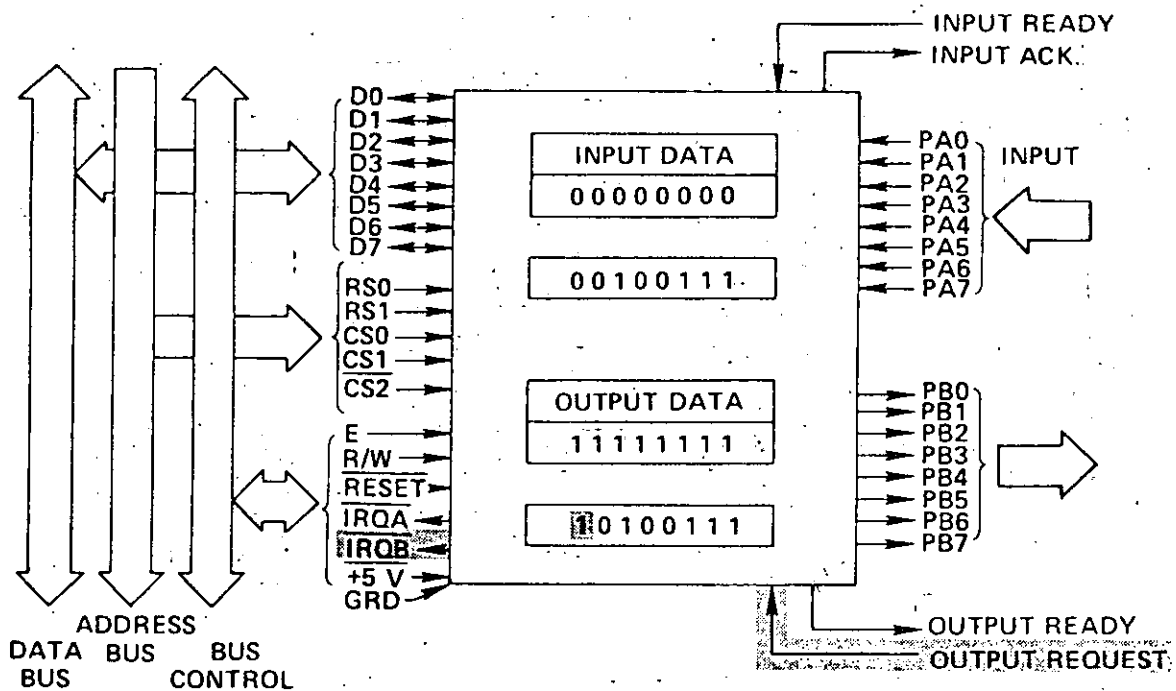 INPUT READY
INPUT ACK.
D0
D1
D2
D3
D4
D5
D6
D7
RS0
RS1
CS0
CS1
CS2
E
R/W
RESET
IRQA
IRQB
+5 V
GRD
INPUT DATA
00000000
00100111
OUTPUT DATA
11111111
10100111
PA0
PA1
PA2
PA3
PA4
PA5
PA6
PA7
INPUT
PB0
PB1
PB2
PB3
PB4
PB5
PB6
PB7
OUTPUT READY
OUTPUT REQUEST
DATA
BUS
ADDRESS
BUS
BUS
CONTROL